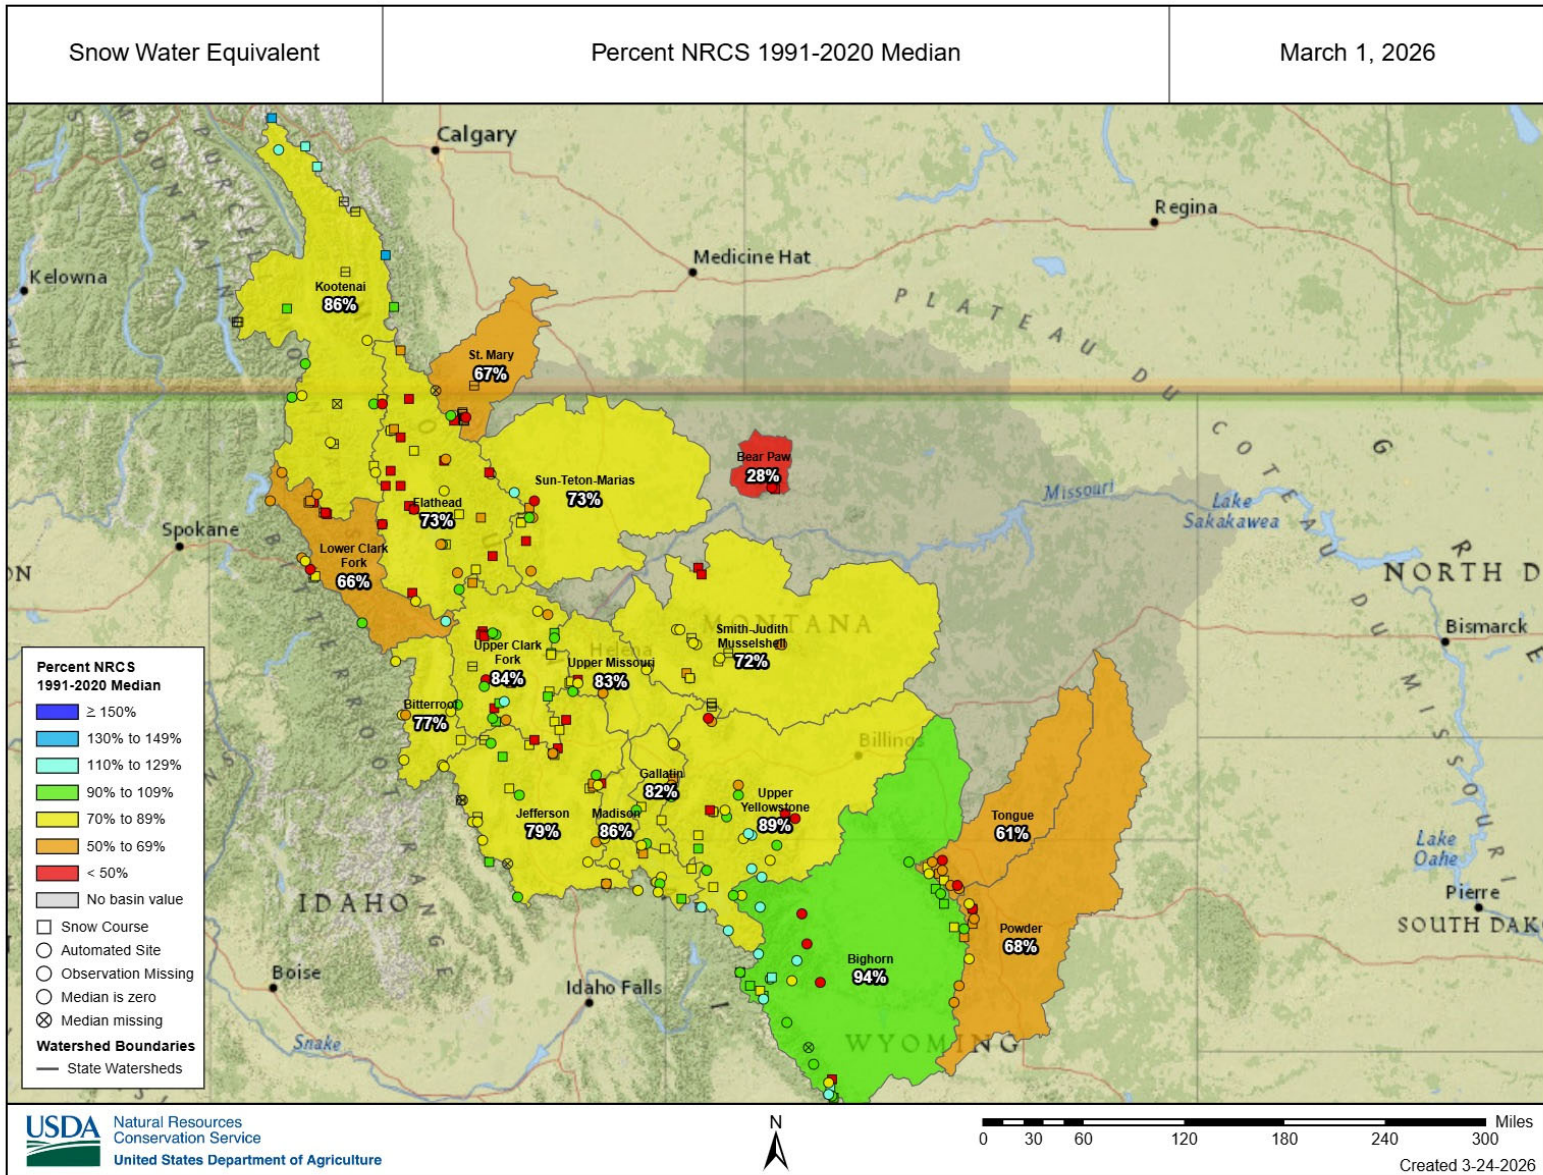 Snow Water Equivalent
Percent NRCS 1991-2020 Median
March 1, 2026
Calgary
Regina
Medicine Hat
Kelowna
PLATEAU DU COTEAU DU MISSOURI
Kootenai
86%
St. Mary
67%
Bear Paw
28%
Sun-Teton-Marias
73%
Flathead
73%
Missouri
Lake
Sakakawea
Spokane
Lower Clark
Fork
66%
NORTH D
ON
MONTANA
Smith-Judith
Musselshell
72%
Bismarck
Helena
Upper Clark
Fork
84%
Upper Missouri
83%
Bitterroot
77%
BITTERROOT RANGE
Billings
Gallatin
82%
Upper
Yellowstone
89%
Jefferson
79%
Madison
86%
Tongue
61%
Lake
Oahe
Pierre
IDAHO
SOUTH DAK
Powder
68%
Bighorn
94%
Boise
Idaho Falls
WYOMING
Snake
Percent NRCS
1991-2020 Median
≥ 150%
130% to 149%
110% to 129%
90% to 109%
70% to 89%
50% to 69%
< 50%
No basin value
Snow Course
Automated Site
Observation Missing
Median is zero
Median missing
Watershed Boundaries
State Watersheds
USDA
Natural Resources
Conservation Service
United States Department of Agriculture
N
Miles
0 30 60 120 180 240 300
Created 3-24-2026